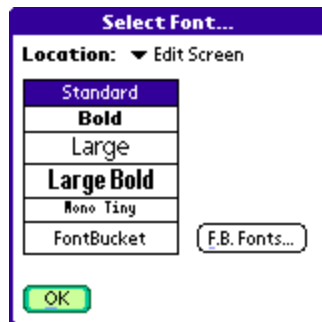 Select Font...
Location: Edit Screen
Standard
Bold
Large
Large Bold
Mono Tiny
FontBucket F.B. Fonts...
OK